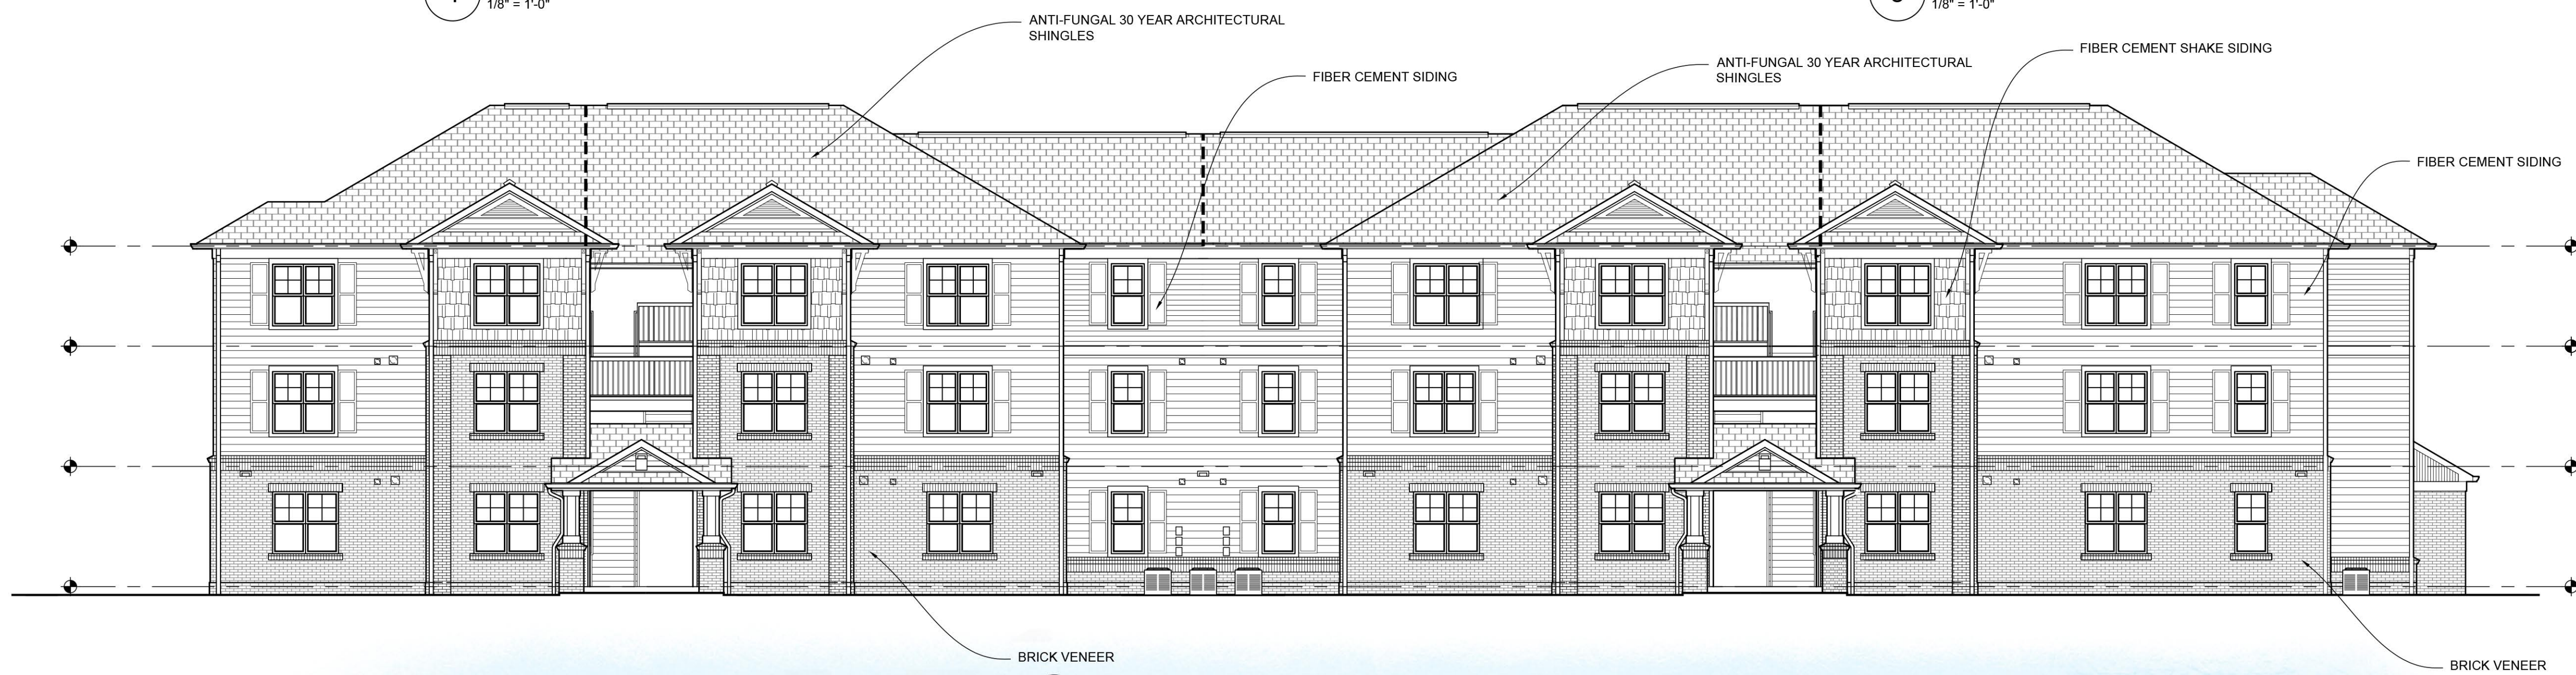 1/8" = 1'-0"
1/8" = 1'-0"
ANTI-FUNGAL 30 YEAR ARCHITECTURAL
SHINGLES
FIBER CEMENT SIDING
ANTI-FUNGAL 30 YEAR ARCHITECTURAL
SHINGLES
FIBER CEMENT SHAKE SIDING
FIBER CEMENT SIDING
BRICK VENEER
BRICK VENEER